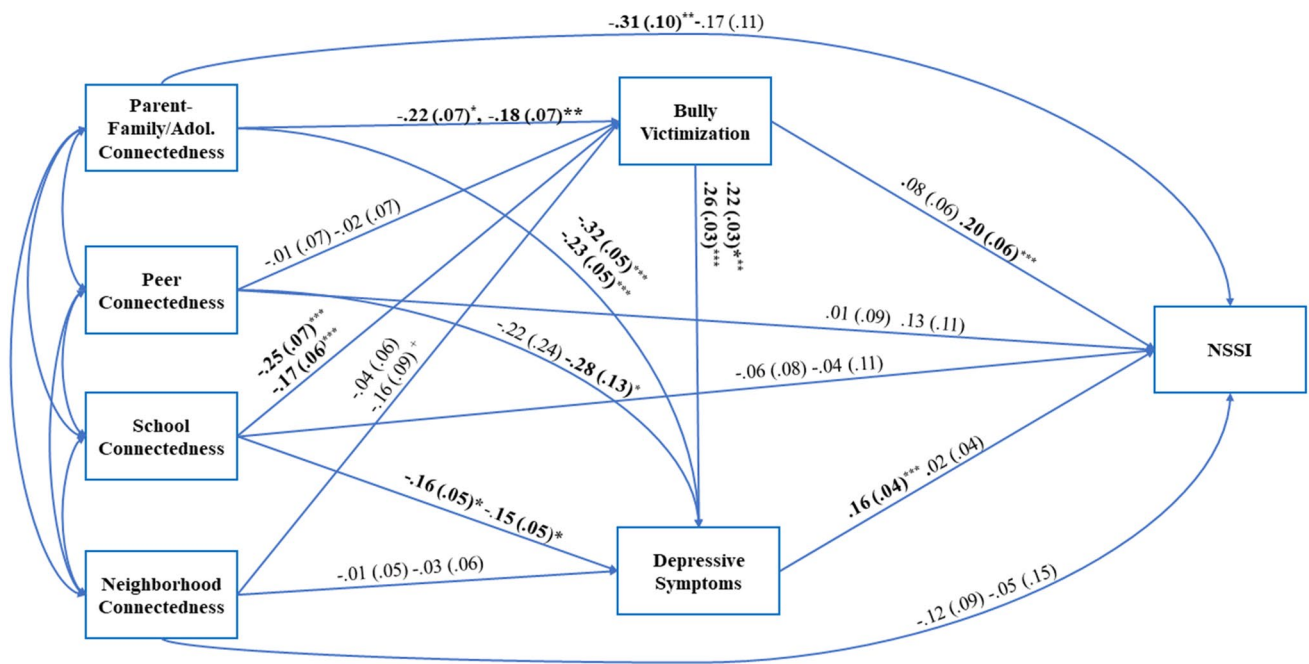 -.31 (.10)**-.17 (.11)
Parent-
Family/Adol.
Connectedness
-.22 (.07)*, -.18 (.07)**
Bully
Victimization
-.01 (.07) -.02 (.07)
-.32 (.05)***
-.23 (.05)***
.22 (.03)***
.26 (.03)***
.08 (.06) .20 (.06)***
Peer
Connectedness
.01 (.09) .13 (.11)
NSSI
-.25 (.07)***
-.17 (.06)***
-.04 (.06)
-.16 (.09) +
-.22 (.24) -.28 (.13)*
-.06 (.08) -.04 (.11)
School
Connectedness
-.16 (.05)* -.15 (.05)*
.16 (.04)*** .02 (.04)
Neighborhood
Connectedness
-.01 (.05) -.03 (.06)
Depressive
Symptoms
-.12 (.09) -.05 (.15)